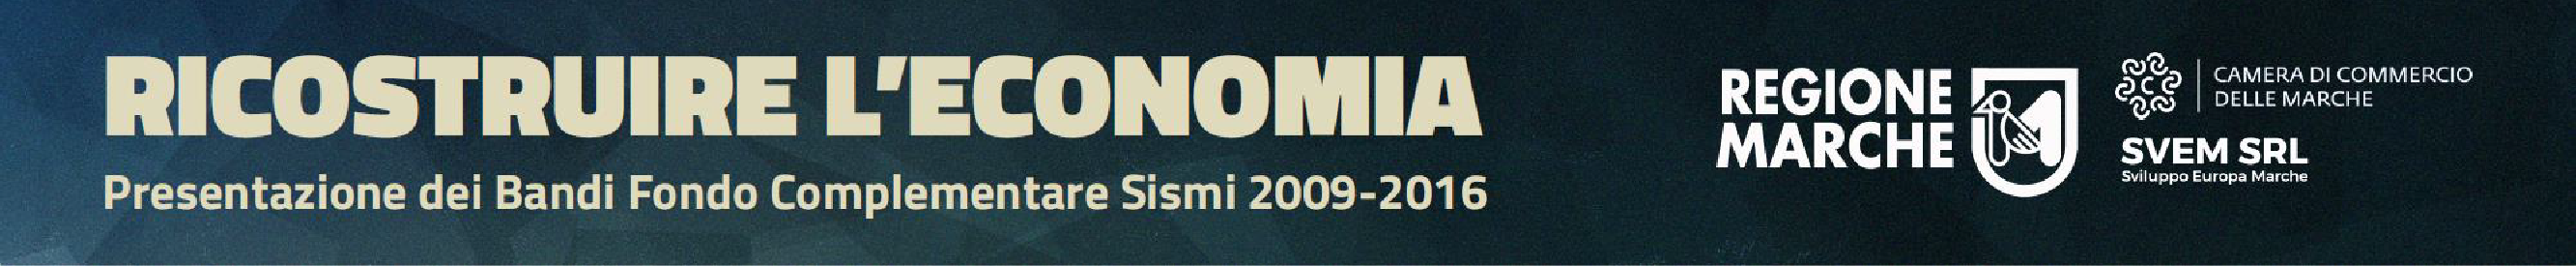 RICOSTRUIRE L'ECONOMIA
Presentazione dei Bandi Fondo Complementare Sismi 2009-2016
REGIONE
MARCHE
CAMERA DI COMMERCIO
DELLE MARCHE
SVEM SRL
Sviluppo Europa Marche